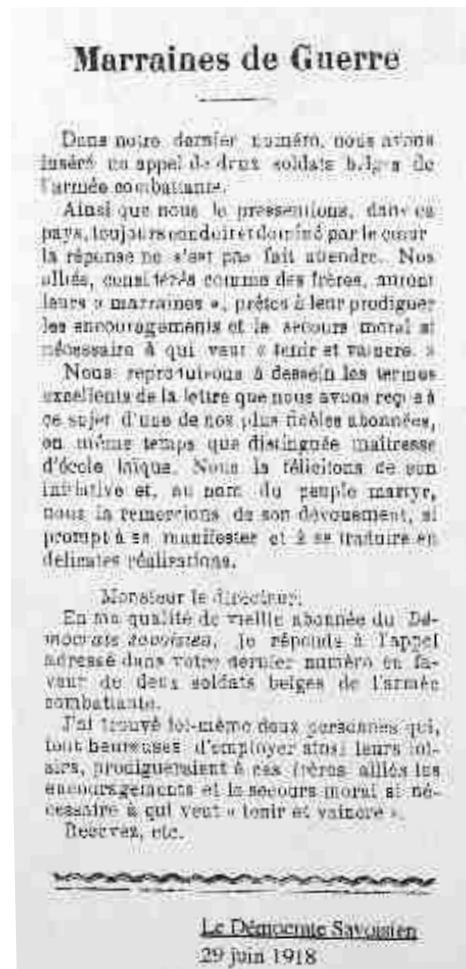 Marraines de Guerre
Dans notre dernier numéro, nous avons
inséré un appel de deux soldats belges de
l'armée combattante.
Ainsi que nous le pressentions, dans ce
pays, toujours conduit et dominé par le cœur
la réponse ne s'est pas fait attendre. Nos
alliés, considérés comme des frères, auront
leurs « marraines », prêtes à leur prodiguer
les encouragements et le secours moral si
nécessaire à qui veut « tenir et vaincre. »
Nous reproduisons à dessein les termes
excellents de la lettre que nous avons reçue à
ce sujet d'une de nos plus fidèles abonnées,
en même temps que distinguée maîtresse
d'école laïque. Nous la félicitons de son
initiative et, au nom du peuple martyr,
nous la remercions de son dévouement, si
prompt à se manifester et à se traduire en
délicates réalisations.
Monsieur le directeur,
En ma qualité de vieille abonnée du Dé-
mocrate savoisien, je réponds à l'appel
adressé dans votre dernier numéro en fa-
veur de deux soldats belges de l'armée
combattante.
J'ai trouvé ici-même deux personnes qui,
tout heureuses d'employer ainsi leurs loi-
sirs, prodigueraient à ces frères alliés les
encouragements et le secours moral si né-
cessaire à qui veut « tenir et vaincre ».
Recevez, etc.
Le Démocrate Savoisien
29 juin 1918